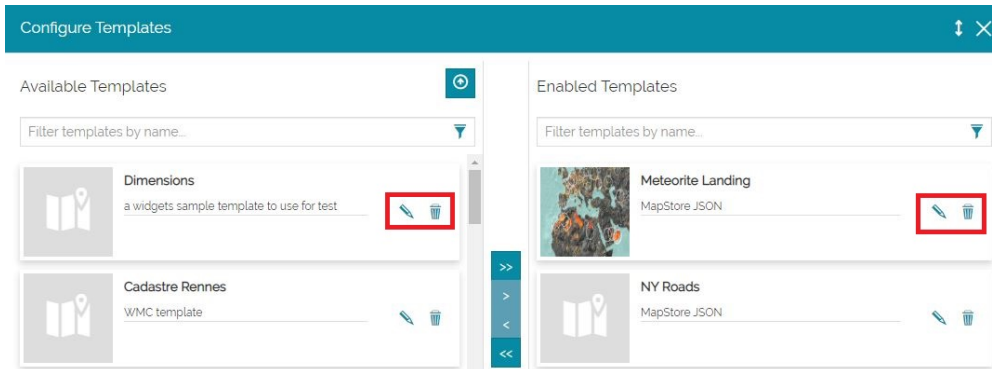 Configure Templates
Available Templates
Filter templates by name...
Dimensions
a widgets sample template to use for test
Cadastre Rennes
WMC template
>>
>
<
<<
Enabled Templates
Filter templates by name...
Meteorite Landing
MapStore JSON
NY Roads
MapStore JSON